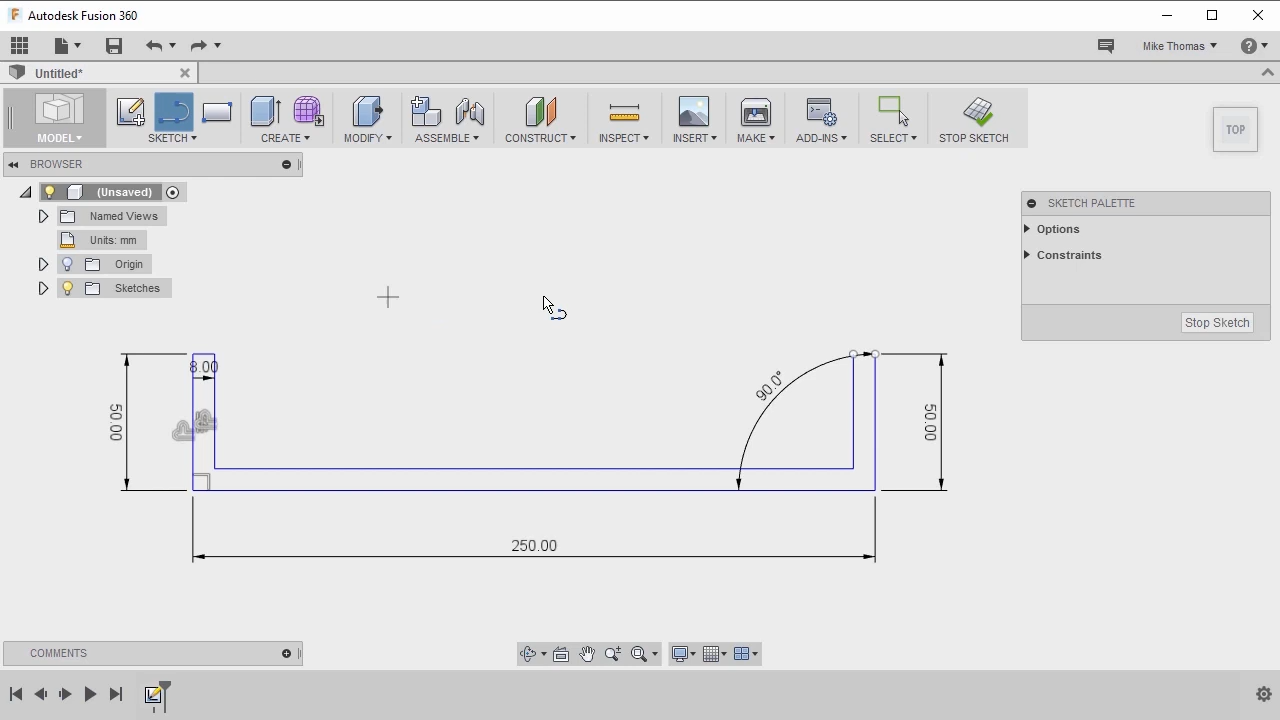 Autodesk Fusion 360
Mike Thomas
Untitled*
MODEL
SKETCH
CREATE
MODIFY
ASSEMBLE
CONSTRUCT
INSPECT
INSERT
MAKE
ADD-INS
SELECT
STOP SKETCH
TOP
BROWSER
(Unsaved)
Named Views
Units: mm
Origin
Sketches
SKETCH PALETTE
Options
Constraints
Stop Sketch
8.00
90.0°
50.00
50.00
250.00
COMMENTS